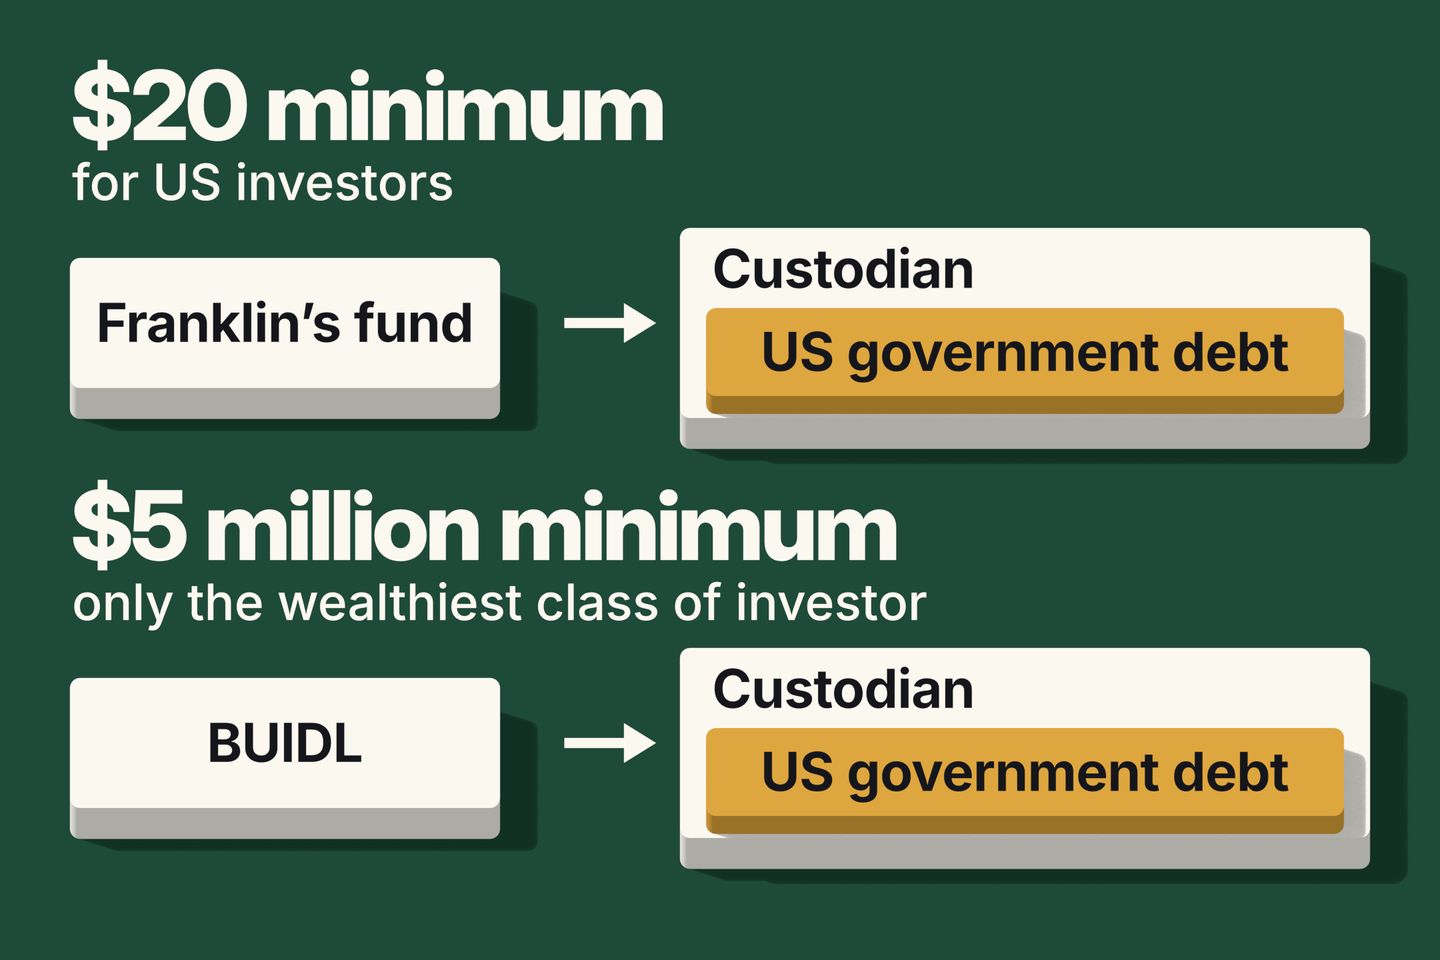 $20 minimum
for US investors
Franklin’s fund
Custodian
US government debt
$5 million minimum
only the wealthiest class of investor
BUIDL
Custodian
US government debt